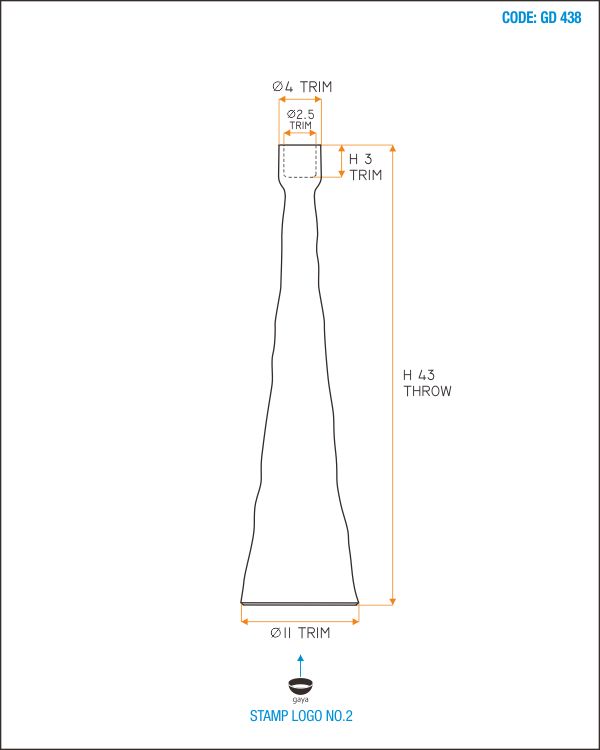 CODE: GD 438
Ø4 TRIM
Ø2.5
TRIM
H 3
TRIM
H 43
THROW
Ø11 TRIM
gaya
STAMP LOGO NO.2